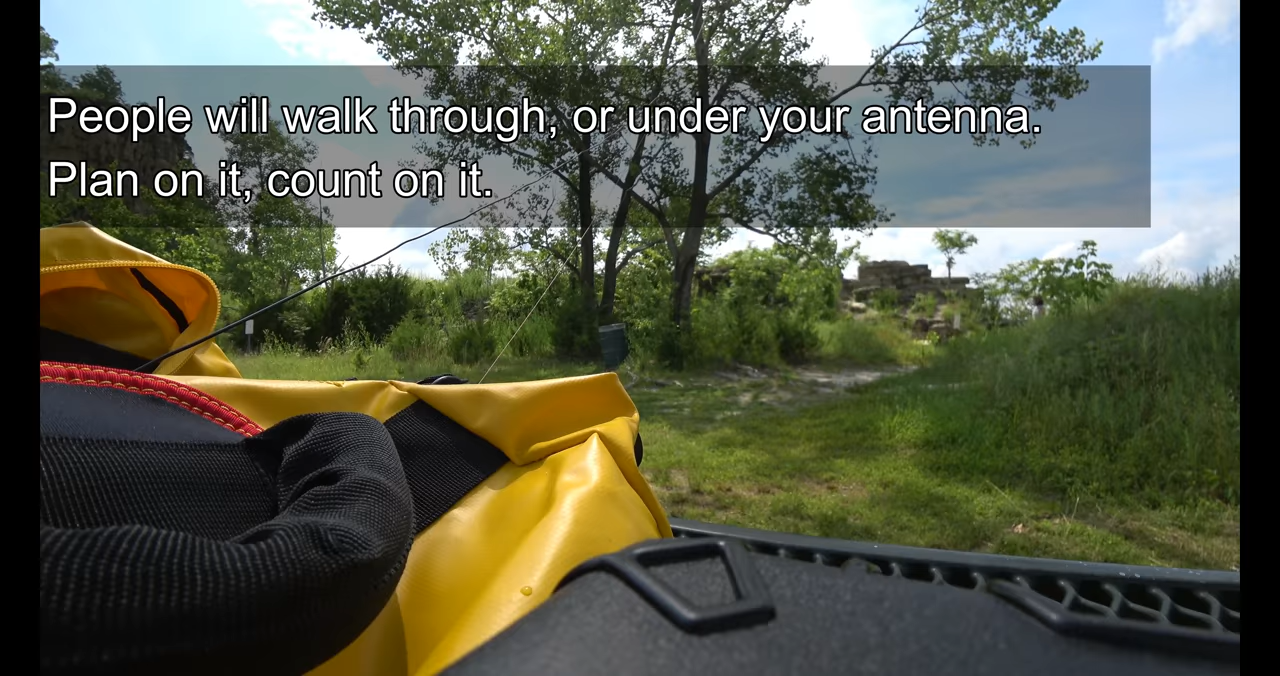 People will walk through, or under your antenna.
Plan on it, count on it.